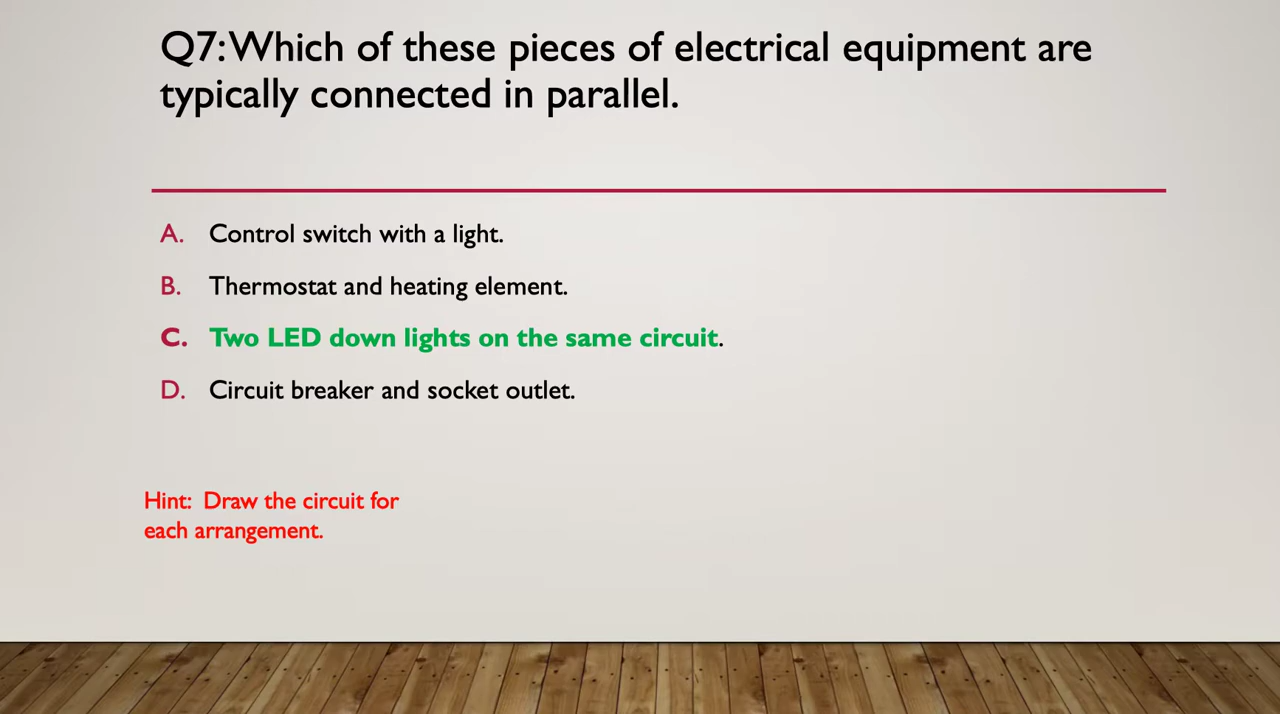 Q7: Which of these pieces of electrical equipment are
typically connected in parallel.
A. Control switch with a light.
B. Thermostat and heating element.
C. Two LED down lights on the same circuit.
D. Circuit breaker and socket outlet.
Hint: Draw the circuit for
each arrangement.